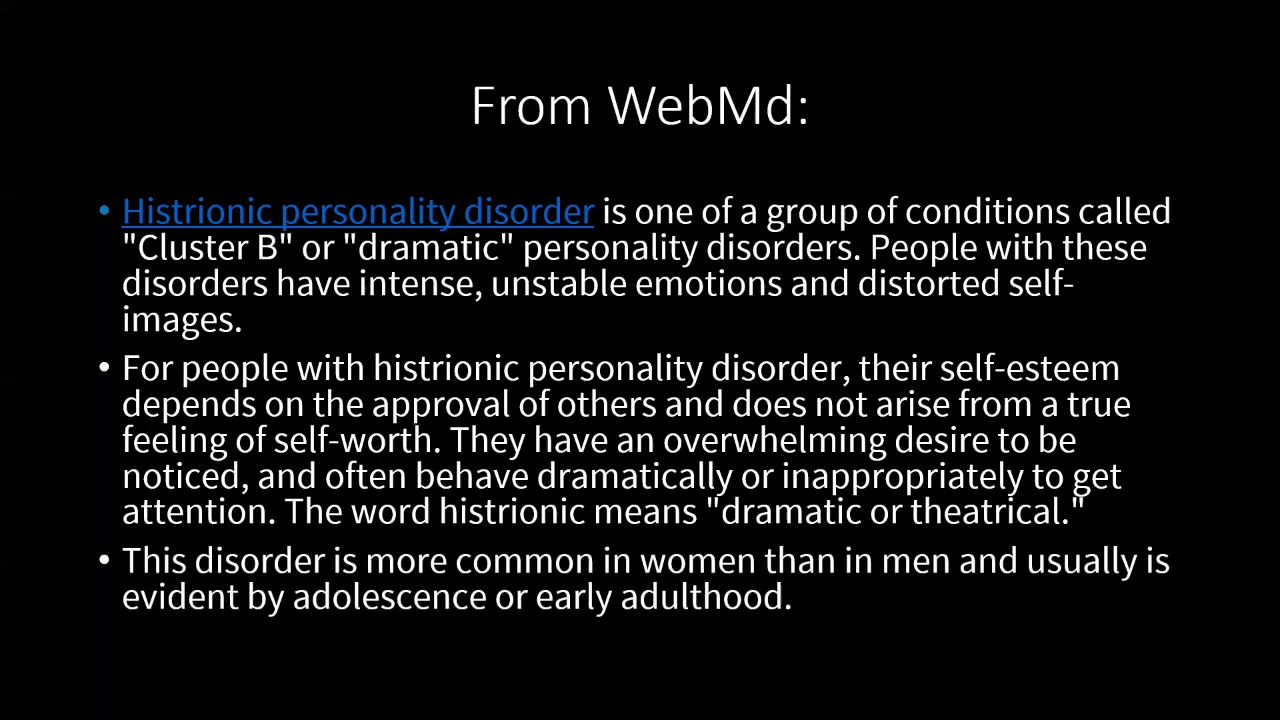 From WebMd:
• Histrionic personality disorder is one of a group of conditions called
"Cluster B" or "dramatic" personality disorders. People with these
disorders have intense, unstable emotions and distorted self-
images.
• For people with histrionic personality disorder, their self-esteem
depends on the approval of others and does not arise from a true
feeling of self-worth. They have an overwhelming desire to be
noticed, and often behave dramatically or inappropriately to get
attention. The word histrionic means "dramatic or theatrical."
• This disorder is more common in women than in men and usually is
evident by adolescence or early adulthood.